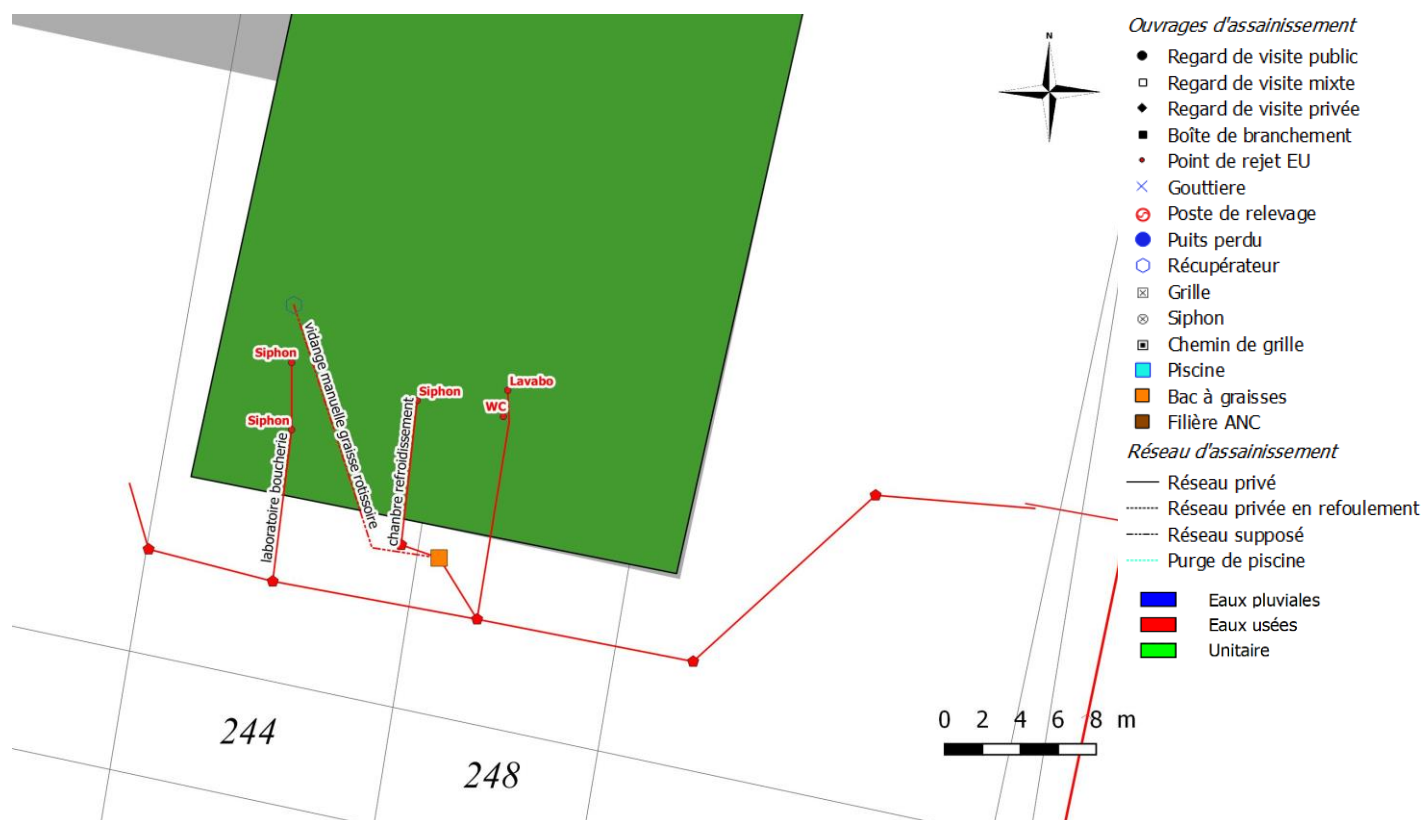 N
Siphon
Siphon
laboratoire boucherie
vidange manuelle graisse rotissoire
chanbre refroidissement
Siphon
Lavabo
WC
244
248
0 2 4 6 8 m
Ouvrages d'assainissement
Regard de visite public
Regard de visite mixte
Regard de visite privée
Boîte de branchement
Point de rejet EU
Gouttiere
Poste de relevage
Puits perdu
Récupérateur
Grille
Siphon
Chemin de grille
Piscine
Bac à graisses
Filière ANC
Réseau d'assainissement
Réseau privé
Réseau privée en refoulement
Réseau supposé
Purge de piscine
Eaux pluviales
Eaux usées
Unitaire